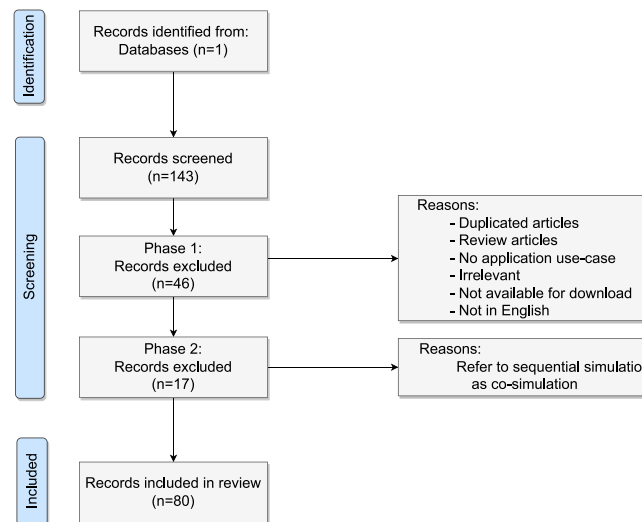 Identification
Records identified from:
Databases (n=1)
Screening
Records screened
(n=143)
Phase 1:
Records excluded
(n=46)
Reasons:
- Duplicated articles
- Review articles
- No application use-case
- Irrelevant
- Not available for download
- Not in English
Phase 2:
Records excluded
(n=17)
Reasons:
Refer to sequential simulatio
as co-simulation
Included
Records included in review
(n=80)